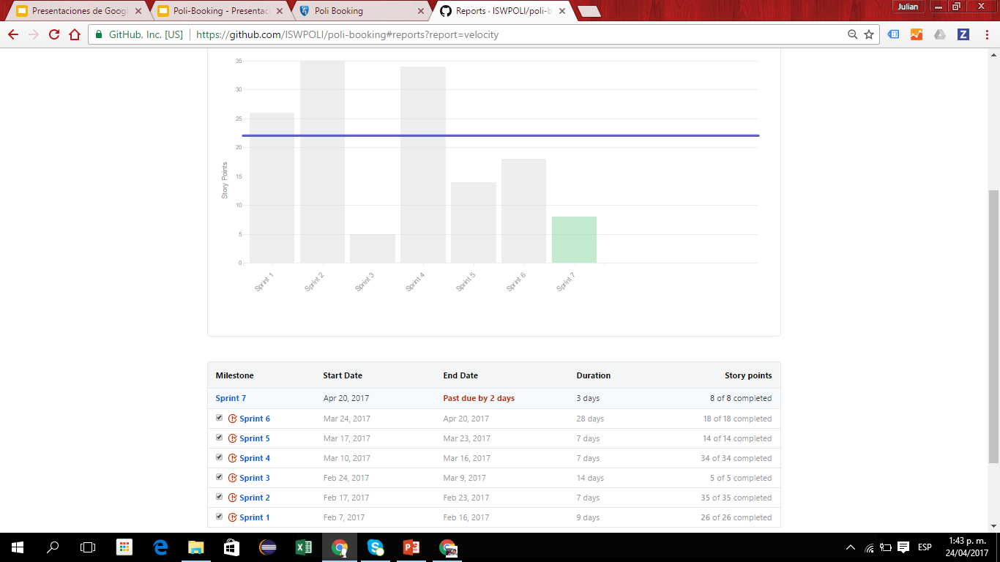 Presentaciones de Googl
Poli-Booking - Presentac
Poli Booking
Reports · ISWPOLI/poli-b
Julian
GitHub, Inc. [US]
https://github.com/ISWPOLI/poli-booking#reports?report=velocity
35
30
25
20
15
10
5
0
Story Points
Sprint 1
Sprint 2
Sprint 3
Sprint 4
Sprint 5
Sprint 6
Sprint 7
Milestone Start Date End Date Duration Story points
Sprint 7 Apr 20, 2017 Past due by 2 days 3 days 8 of 8 completed
Sprint 6 Mar 24, 2017 Apr 20, 2017 28 days 18 of 18 completed
Sprint 5 Mar 17, 2017 Mar 23, 2017 7 days 14 of 14 completed
Sprint 4 Mar 10, 2017 Mar 16, 2017 7 days 34 of 34 completed
Sprint 3 Feb 24, 2017 Mar 9, 2017 14 days 5 of 5 completed
Sprint 2 Feb 17, 2017 Feb 23, 2017 7 days 35 of 35 completed
Sprint 1 Feb 7, 2017 Feb 16, 2017 9 days 26 of 26 completed
ESP
1:43 p. m.
24/04/2017